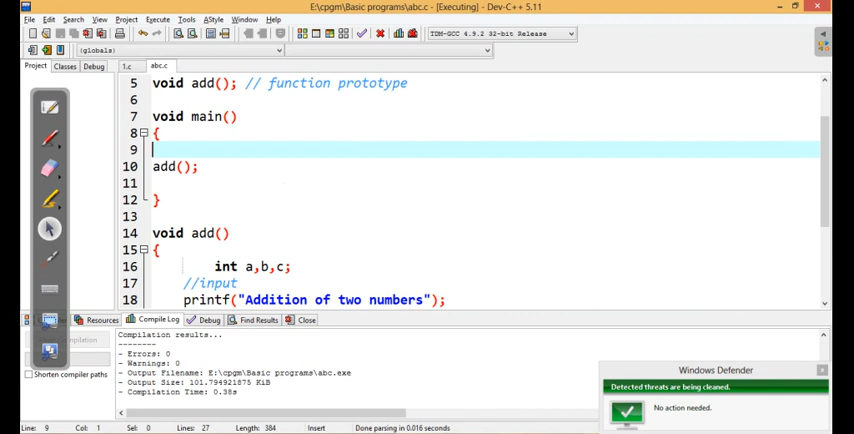 E:\cpgm\Basic programs\abc.c - [Executing] - Dev-C++ 5.11
File Edit Search View Project Execute Tools AStyle Window Help
TDM-GCC 4.9.2 32-bit Release
(globals)
Project Classes Debug 1.c abc.c
5 void add(); // function prototype
6
7 void main()
8 {
9
10 add();
11
12 }
13
14 void add()
15 {
16 int a,b,c;
17 //input
18 printf("Addition of two numbers");
Resources Compile Log Debug Find Results Close
Compilation results...
--------
- Errors: 0
- Warnings: 0
- Output Filename: E:\cpgm\Basic programs\abc.exe
- Output Size: 101.794921875 KiB
- Compilation Time: 0.38s
Shorten compiler paths
Windows Defender
Detected threats are being cleaned.
No action needed.
Line: 9 Col: 1 Sel: 0 Lines: 27 Length: 384 Insert Done parsing in 0.016 seconds